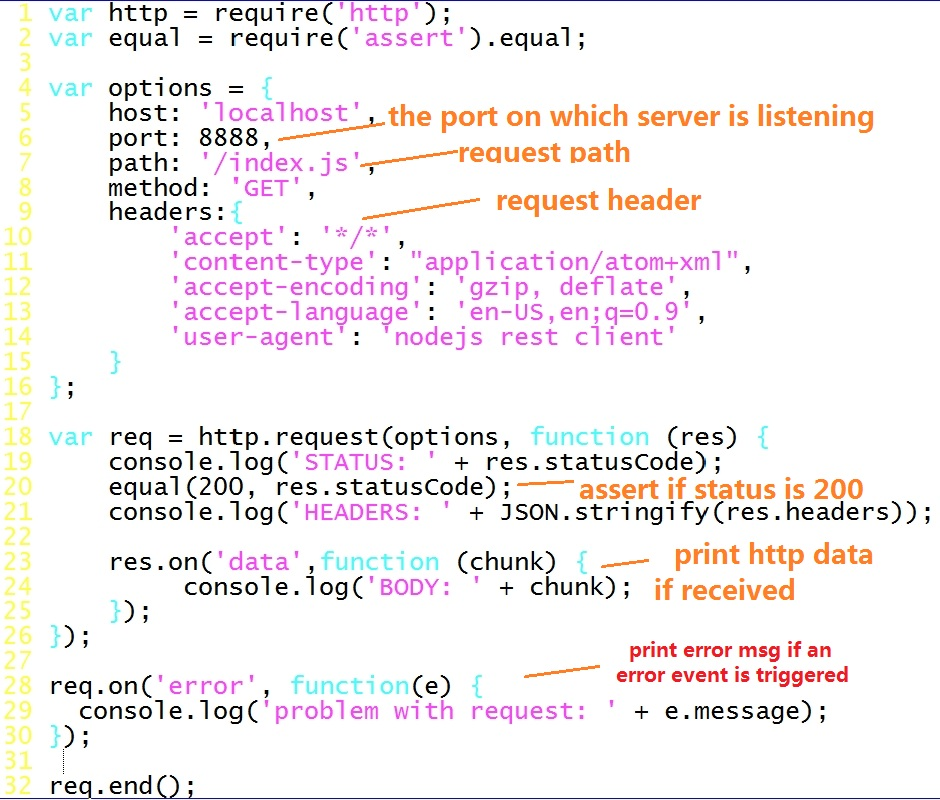 1 var http = require('http');
2 var equal = require('assert').equal;
3
4 var options = {
5     host: 'localhost',
the port on which server is listening
6     port: 8888,
request path
7     path: '/index.js',
8     method: 'GET',
request header
9     headers:{
10         'accept': '*/*',
11         'content-type': "application/atom+xml",
12         'accept-encoding': 'gzip, deflate',
13         'accept-language': 'en-US,en;q=0.9',
14         'user-agent': 'nodejs rest client'
15     }
16 };
17
18 var req = http.request(options, function (res) {
19     console.log('STATUS: ' + res.statusCode);
20     equal(200, res.statusCode);
assert if status is 200
21     console.log('HEADERS: ' + JSON.stringify(res.headers));
22
23     res.on('data',function (chunk) {
print http data
24          console.log('BODY: ' + chunk);
if received
25     });
26 });
27
print error msg if an
error event is triggered
28 req.on('error', function(e) {
29   console.log('problem with request: ' + e.message);
30 });
31
32 req.end();